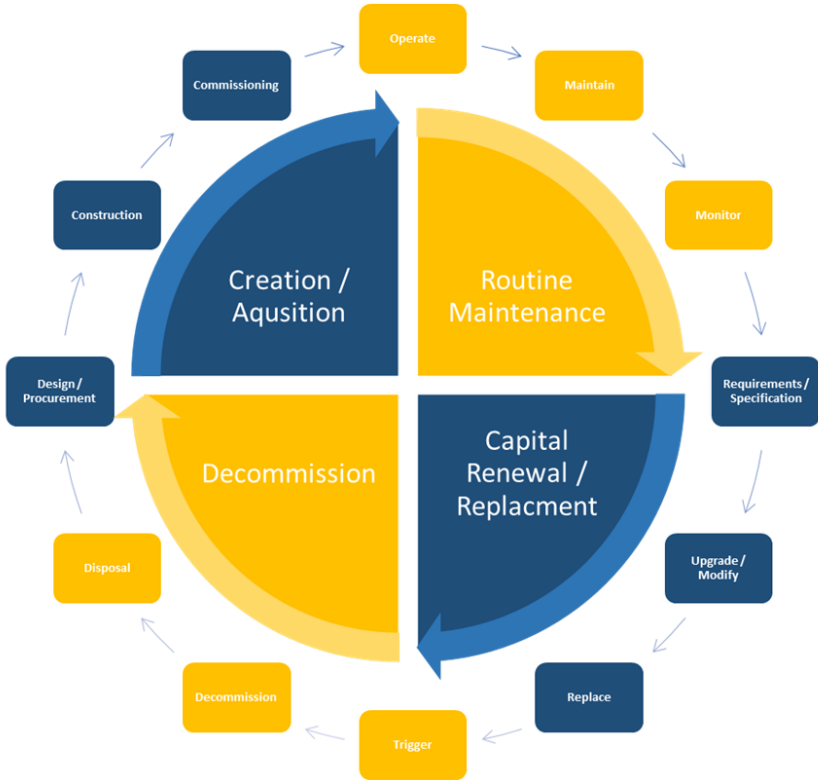 Operate
Commissioning
Maintain
Construction
Monitor
Creation /
Aqusition
Routine
Maintenance
Design /
Procurement
Requirements /
Specification
Decommission
Capital
Renewal /
Replacment
Disposal
Upgrade /
Modify
Decommission
Replace
Trigger